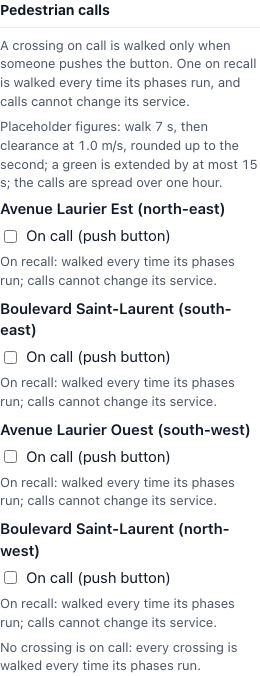 Pedestrian calls
A crossing on call is walked only when
someone pushes the button. One on recall
is walked every time its phases run, and
calls cannot change its service.
Placeholder figures: walk 7 s, then
clearance at 1.0 m/s, rounded up to the
second; a green is extended by at most 15
s; the calls are spread over one hour.
Avenue Laurier Est (north-east)
On call (push button)
On recall: walked every time its phases
run; calls cannot change its service.
Boulevard Saint-Laurent (south-
east)
On call (push button)
On recall: walked every time its phases
run; calls cannot change its service.
Avenue Laurier Ouest (south-west)
On call (push button)
On recall: walked every time its phases
run; calls cannot change its service.
Boulevard Saint-Laurent (north-
west)
On call (push button)
On recall: walked every time its phases
run; calls cannot change its service.
No crossing is on call: every crossing is
walked every time its phases run.